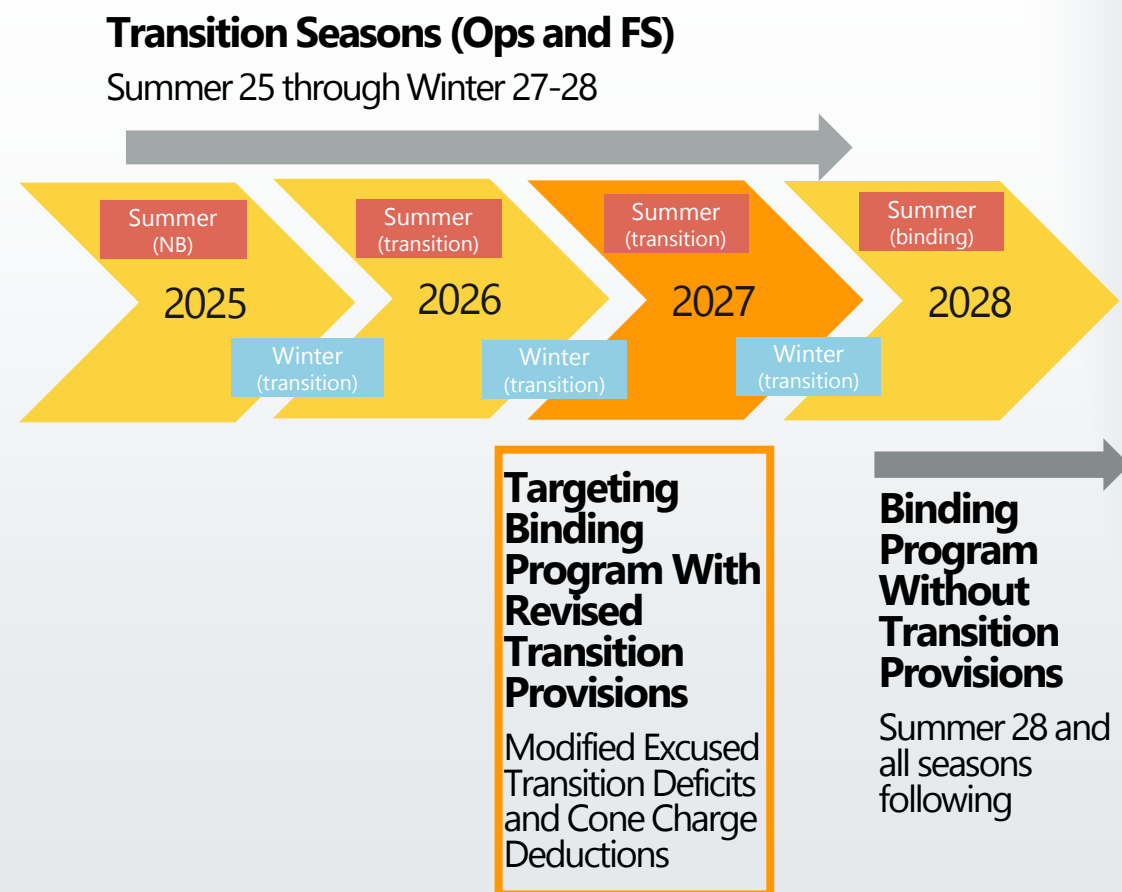 Transition Seasons (Ops and FS)
Summer 25 through Winter 27-28
Summer
(NB)
Summer
(transition)
Summer
(transition)
Summer
(binding)
2025
2026
2027
2028
Winter
(transition)
Winter
(transition)
Winter
(transition)
Targeting
Binding
Program With
Revised
Transition
Provisions
Modified Excused
Transition Deficits
and Cone Charge
Deductions
Binding
Program
Without
Transition
Provisions
Summer 28 and
all seasons
following